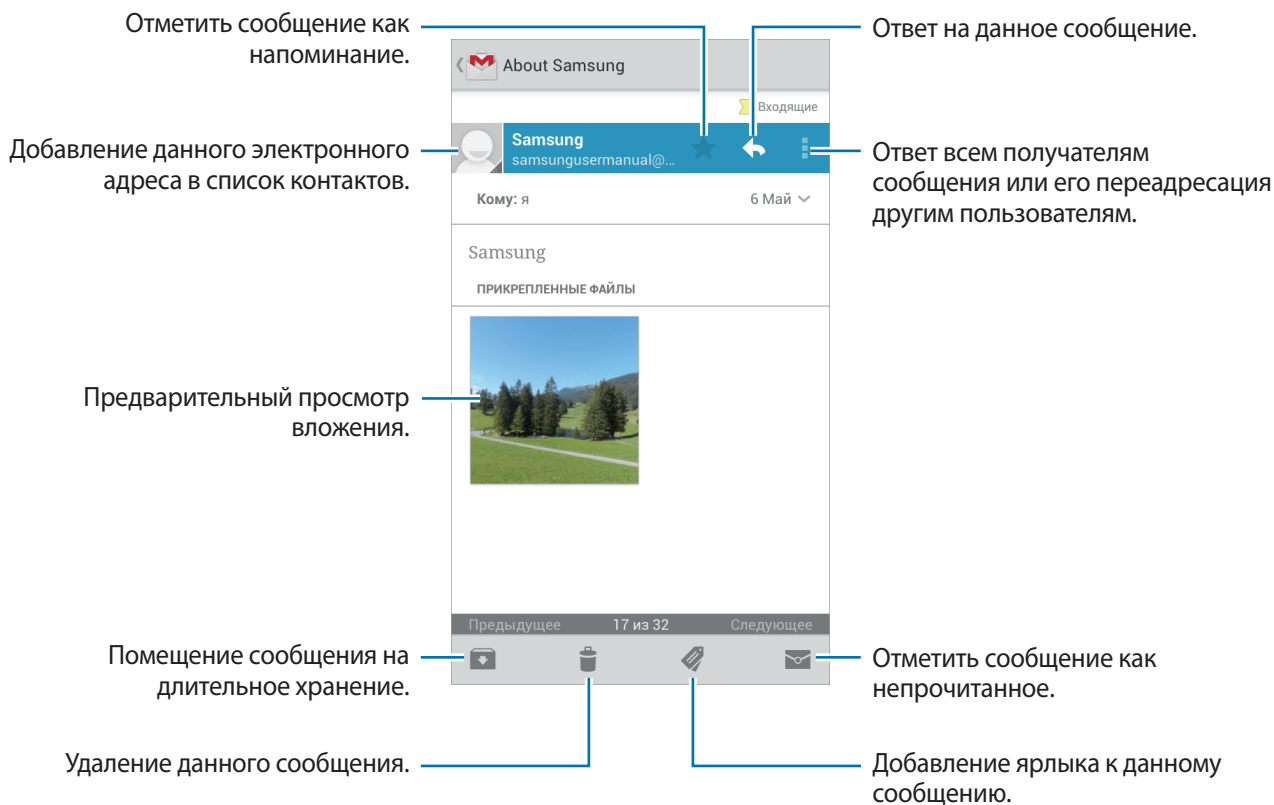 Отметить сообщение как
напоминание.
Ответ на данное сообщение.
About Samsung
Входящие
Добавление данного электронного
адреса в список контактов.
Samsung
samsungusermanual@...
Ответ всем получателям
сообщения или его переадресация
другим пользователям.
Кому: я
6 Май
Samsung
ПРИКРЕПЛЕННЫЕ ФАЙЛЫ
Предварительный просмотр
вложения.
Предыдущее 17 из 32 Следующее
Помещение сообщения на
длительное хранение.
Отметить сообщение как
непрочитанное.
Удаление данного сообщения.
Добавление ярлыка к данному
сообщению.